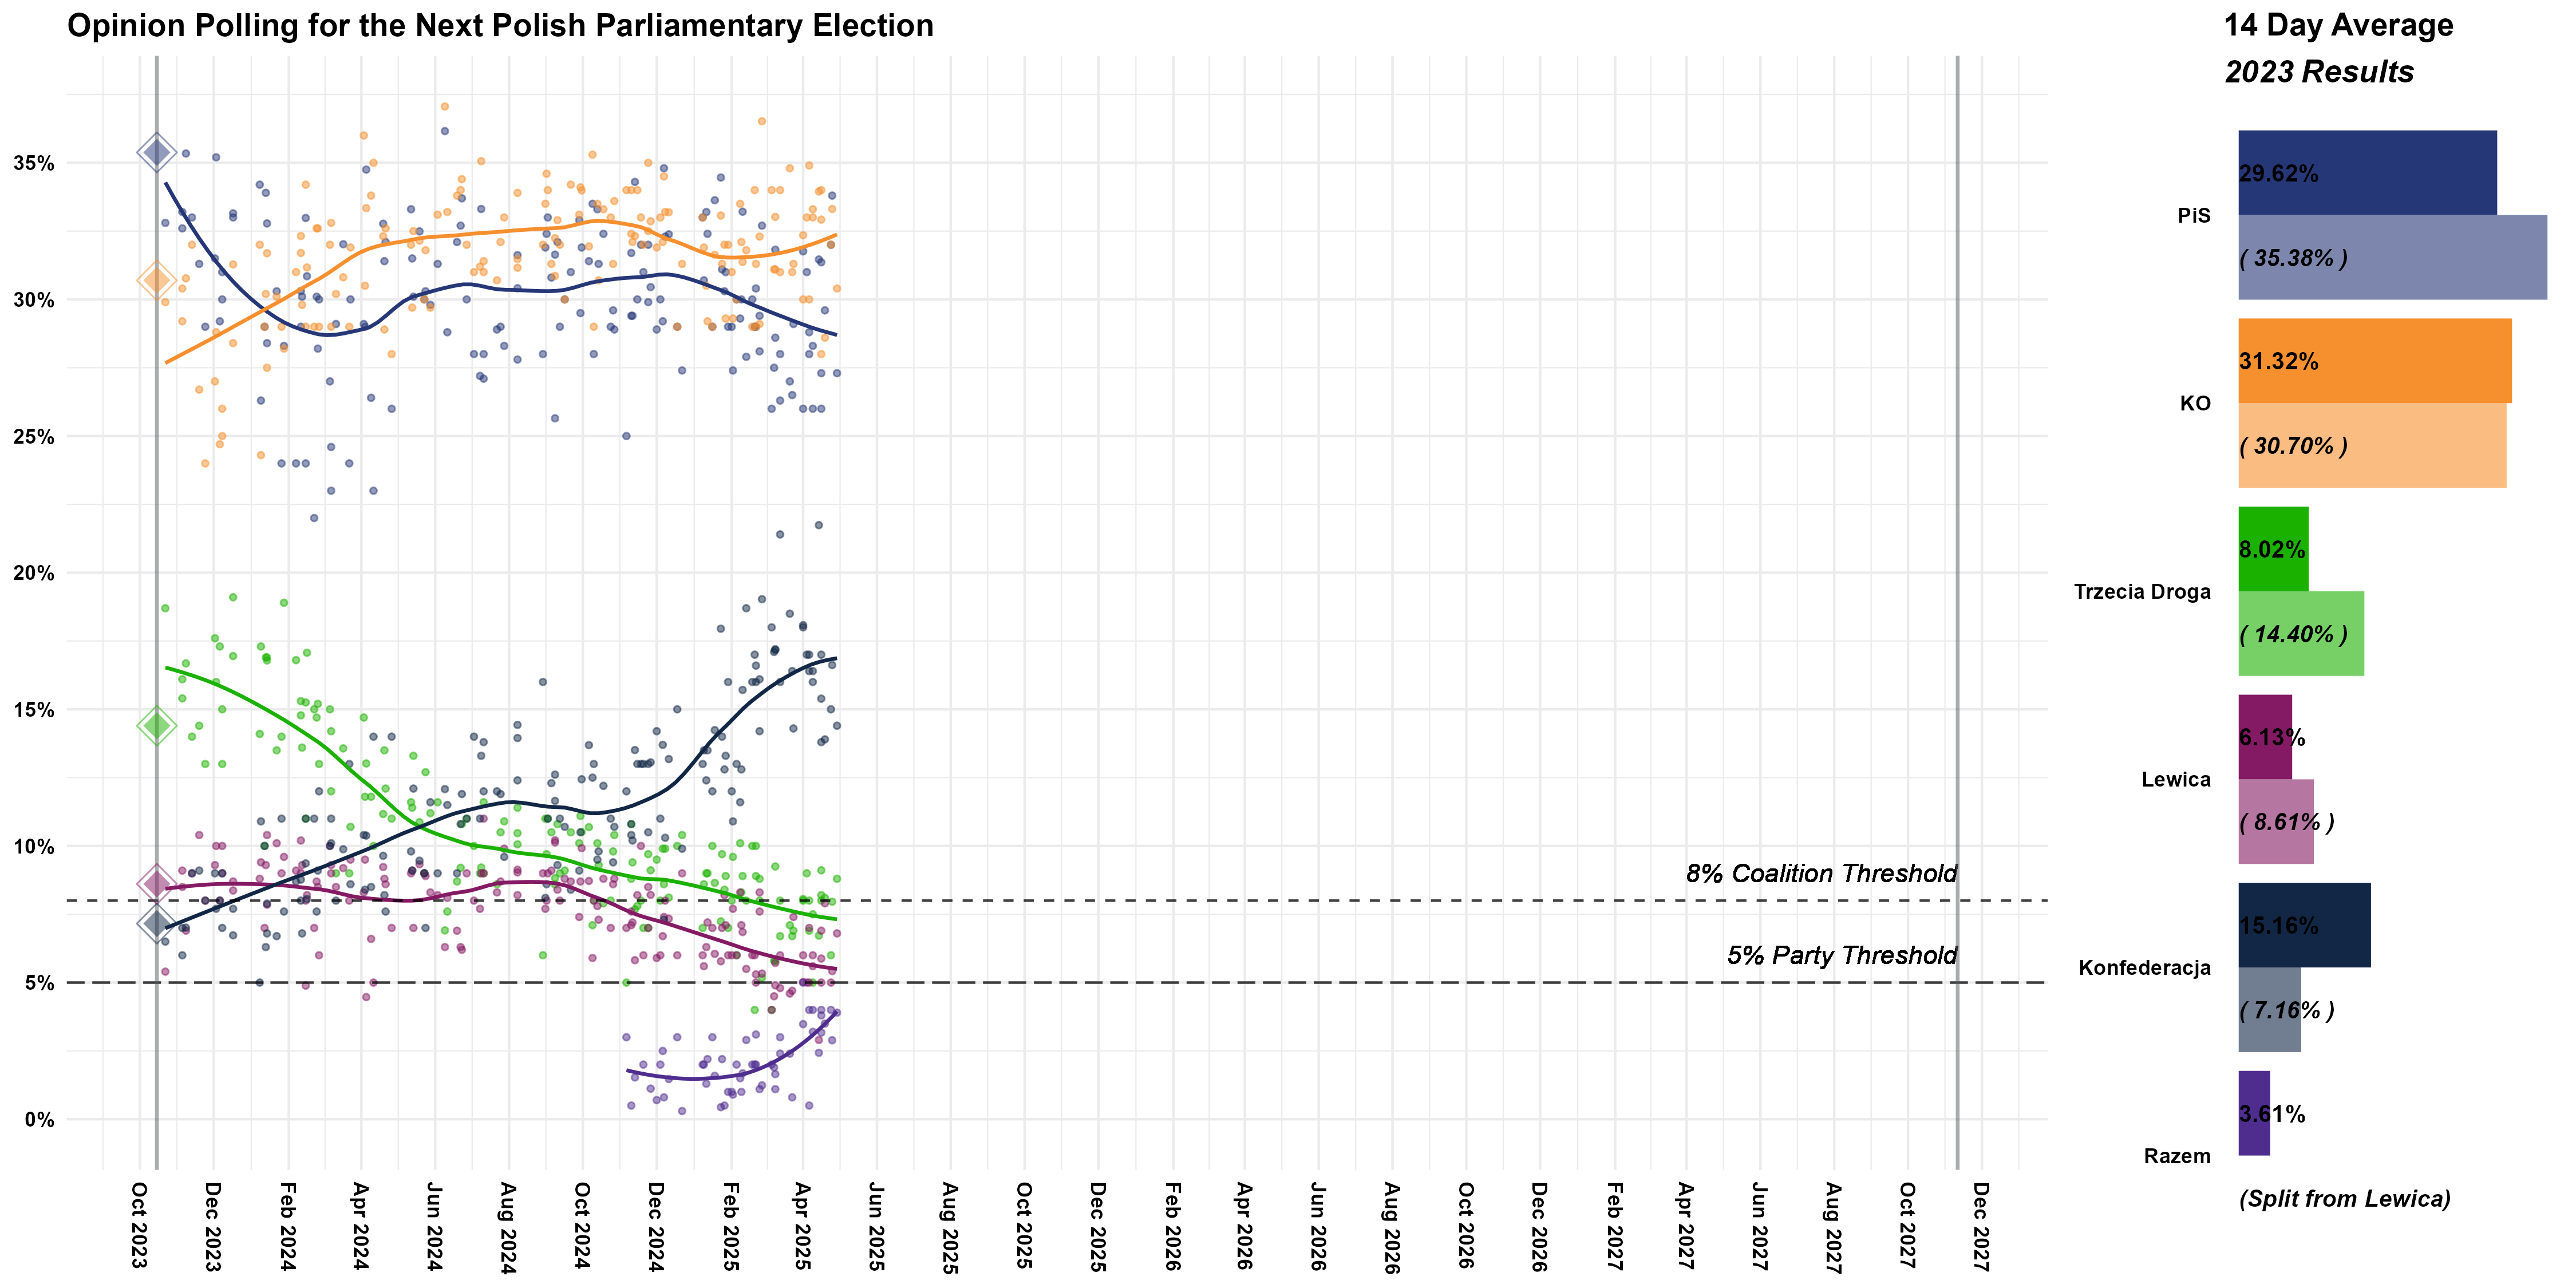 Opinion Polling for the Next Polish Parliamentary Election
35%
30%
25%
20%
15%
10%
5%
0%
8% Coalition Threshold
5% Party Threshold
Oct 2023
Dec 2023
Feb 2024
Apr 2024
Jun 2024
Aug 2024
Oct 2024
Dec 2024
Feb 2025
Apr 2025
Jun 2025
Aug 2025
Oct 2025
Dec 2025
Feb 2026
Apr 2026
Jun 2026
Aug 2026
Oct 2026
Dec 2026
Feb 2027
Apr 2027
Jun 2027
Aug 2027
Oct 2027
Dec 2027
14 Day Average
2023 Results
PiS
29.62%
( 35.38% )
KO
31.32%
( 30.70% )
Trzecia Droga
8.02%
( 14.40% )
Lewica
6.13%
( 8.61% )
Konfederacja
15.16%
( 7.16% )
Razem
3.61%
(Split from Lewica)